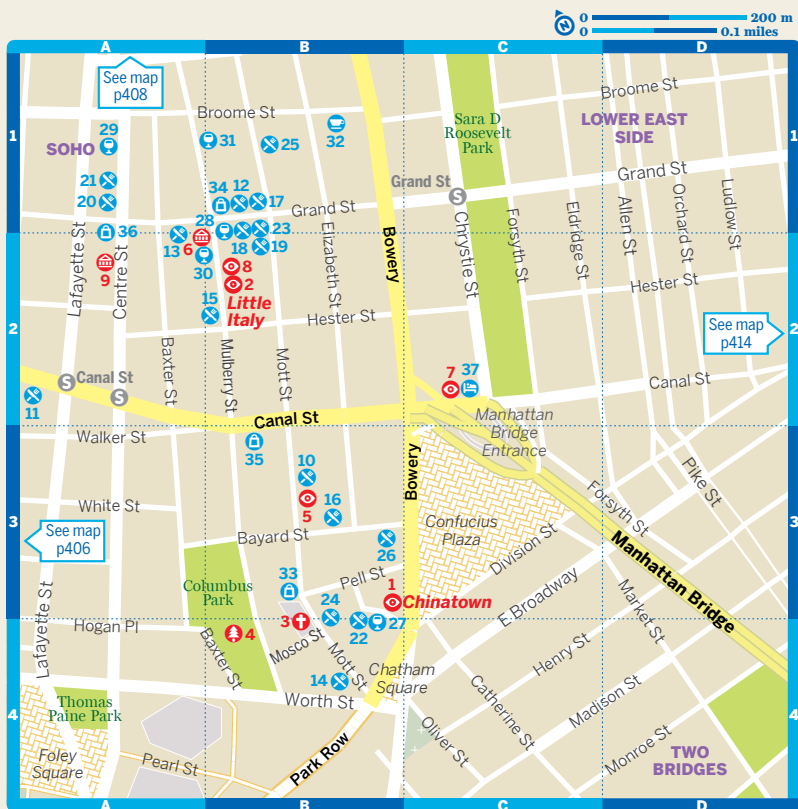 0 200 m
0 0.1 miles
N
A
B
C
D
See map
p408
Broome St
Broome St
1
1
29
31
25
32
Sara D
Roosevelt
Park
LOWER EAST
SIDE
SOHO
21
20
34
12
17
Grand St
S
Grand St
Grand St
36
28
23
13
6
18
19
9
30
8
2
Little
Italy
15
Lafayette St
Centre St
Elizabeth St
Bowery
Chrystie St
Forsyth St
Eldridge St
Allen St
Orchard St
Ludlow St
Hester St
Hester St
2
2
See map
p414
Baxter St
Mulberry St
Mott St
S
Canal St
S
11
7
37
Canal St
Canal St
Manhattan
Bridge
Entrance
Walker St
35
10
Bowery
Pike St
White St
5
16
Forsyth St
3
3
See map
p406
Bayard St
26
Confucius
Plaza
Division St
Manhattan Bridge
Columbus
Park
33
Pell St
1
Chinatown
E Broadway
Market St
24
Lafayette St
Hogan Pl
4
3
22
27
Baxter St
Mosco St
Mott St
Henry St
14
Chatham
Square
Worth St
Catherine St
Madison St
Thomas
Paine Park
4
4
Oliver St
Monroe St
Foley
Square
Pearl St
Park Row
TWO
BRIDGES
A
B
C
D